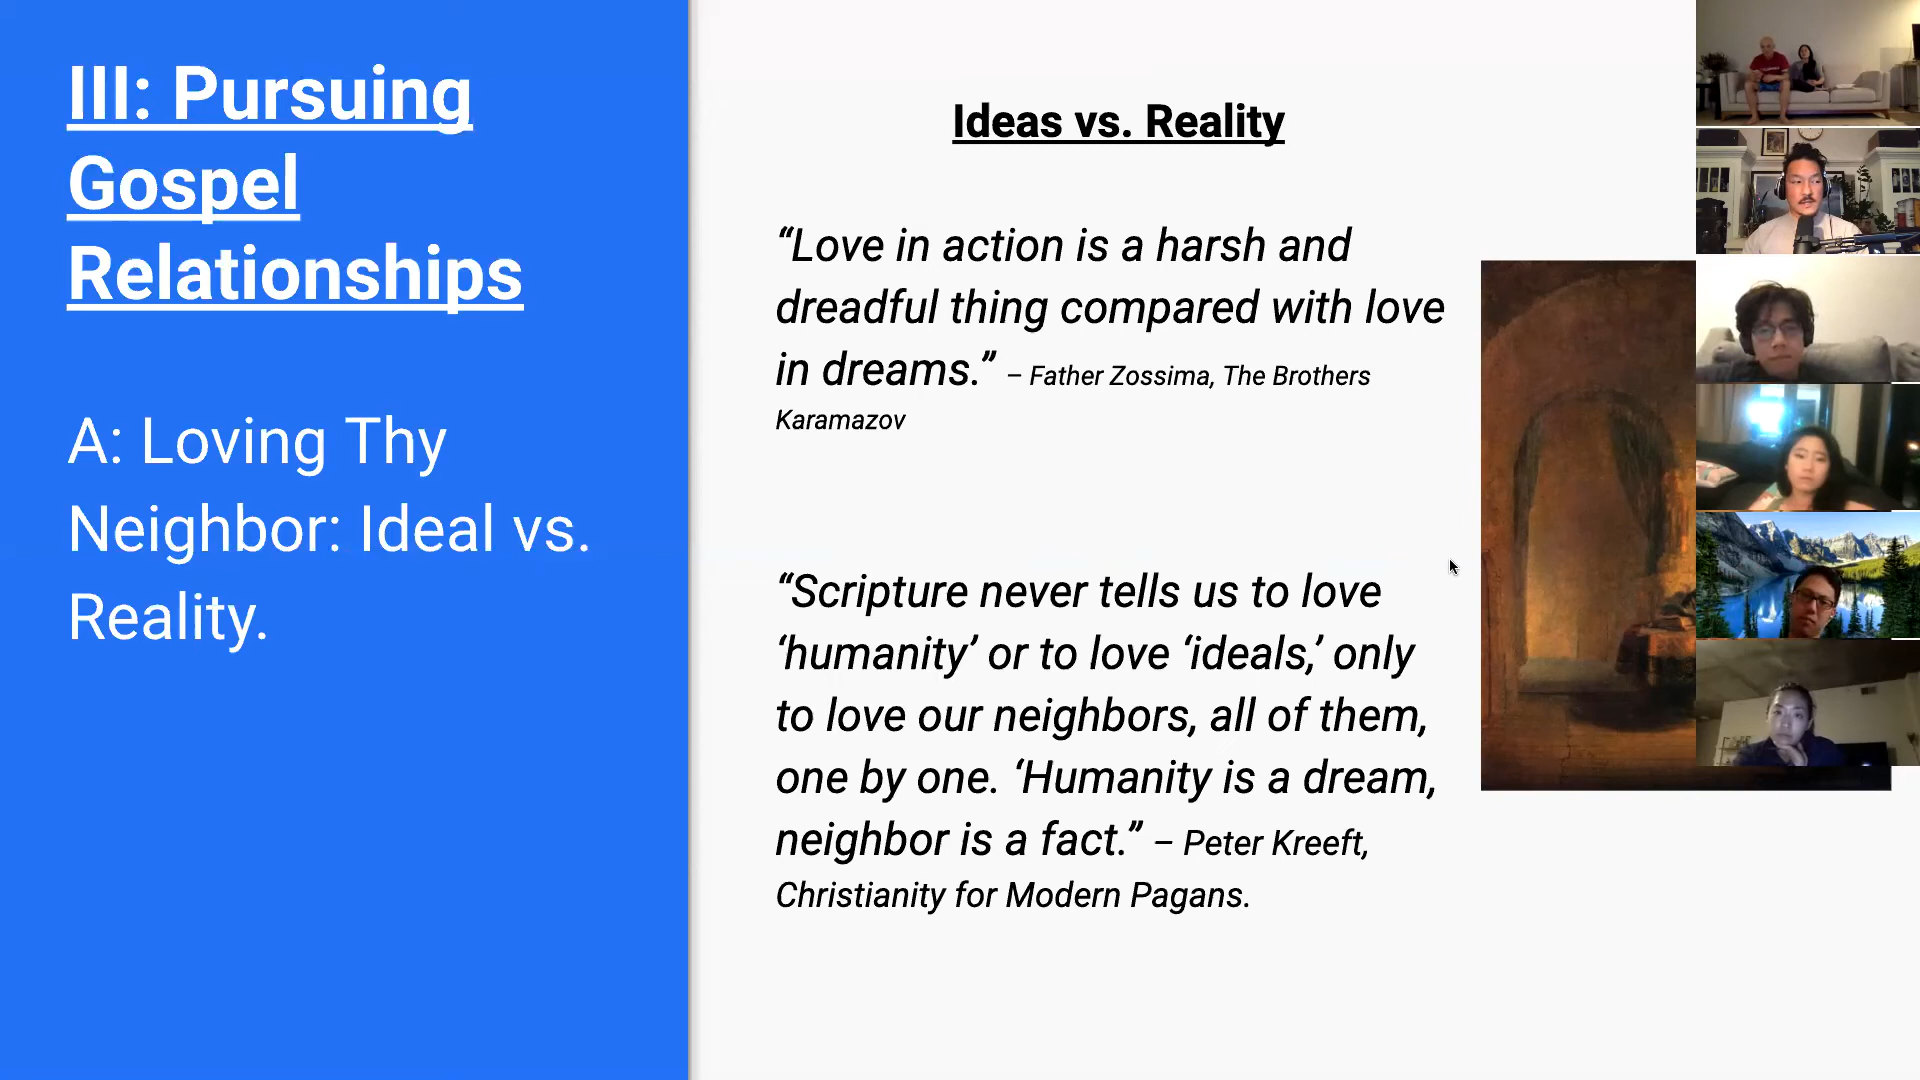 III: Pursuing
Gospel
Relationships
A: Loving Thy
Neighbor: Ideal vs.
Reality.
Ideas vs. Reality
“Love in action is a harsh and
dreadful thing compared with love
in dreams.” – Father Zossima, The Brothers
Karamazov
“Scripture never tells us to love
‘humanity’ or to love ‘ideals,’ only
to love our neighbors, all of them,
one by one. ‘Humanity is a dream,
neighbor is a fact.” – Peter Kreeft,
Christianity for Modern Pagans.